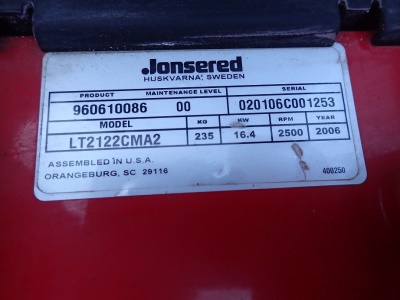 Jonsered
HUSKVARNA, SWEDEN
PRODUCT MAINTENANCE LEVEL SERIAL
960610086 00 020106C001253
MODEL KG KW RPM YEAR
LT2122CMA2 235 16.4 2500 2006
ASSEMBLED IN U.S.A.
ORANGEBURG, SC 29116
400250